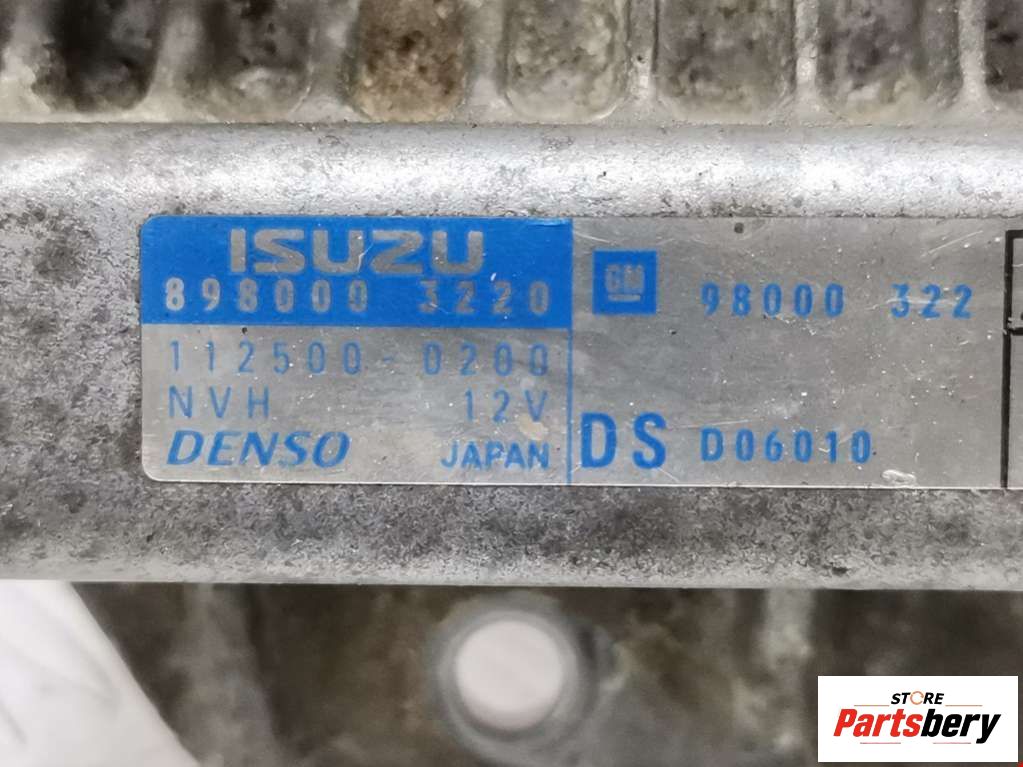 ISUZU
898000 3220
112500-0200
NVH 12V
DENSO JAPAN
GM 98000 322
DS D06010
STORE
Partsbery